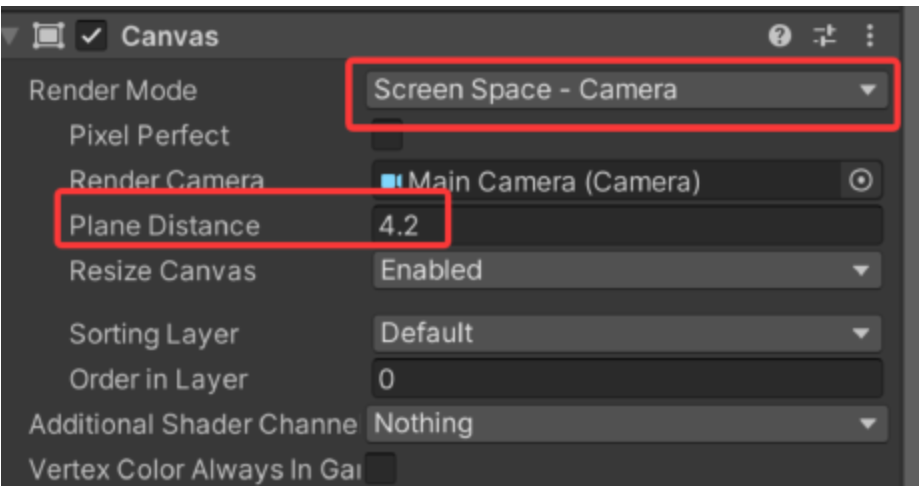 Canvas
Render Mode Screen Space - Camera
Pixel Perfect
Render Camera Main Camera (Camera)
Plane Distance 4.2
Resize Canvas Enabled
Sorting Layer Default
Order in Layer 0
Additional Shader Channe Nothing
Vertex Color Always In Gar